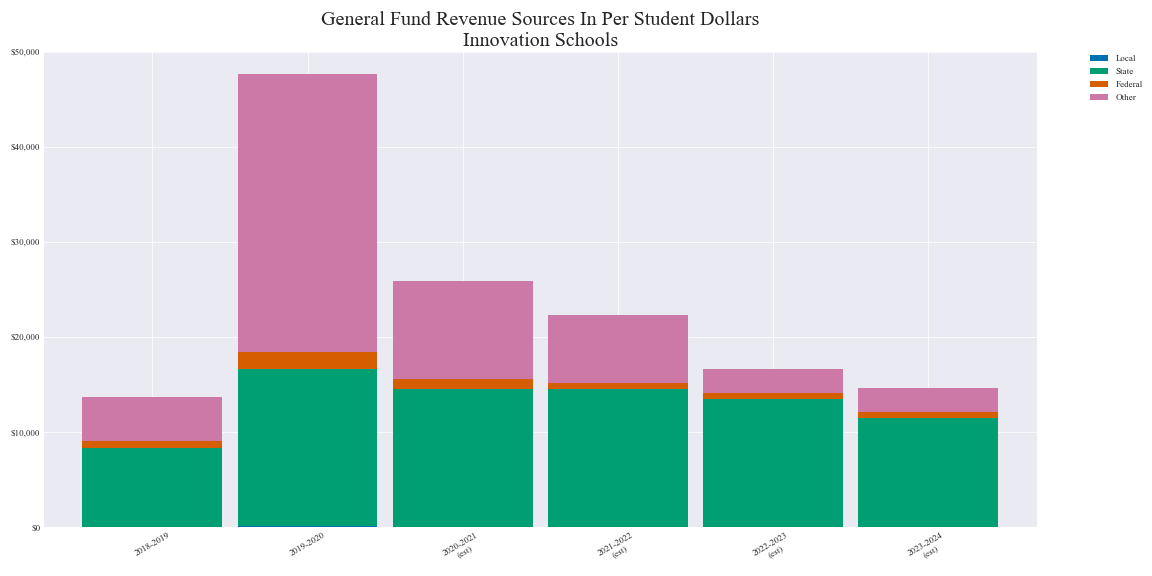 General Fund Revenue Sources In Per Student Dollars
Innovation Schools
$50,000
$40,000
$30,000
$20,000
$10,000
$0
2018-2019
2019-2020
2020-2021
(est)
2021-2022
(est)
2022-2023
(est)
2023-2024
(est)
Local
State
Federal
Other